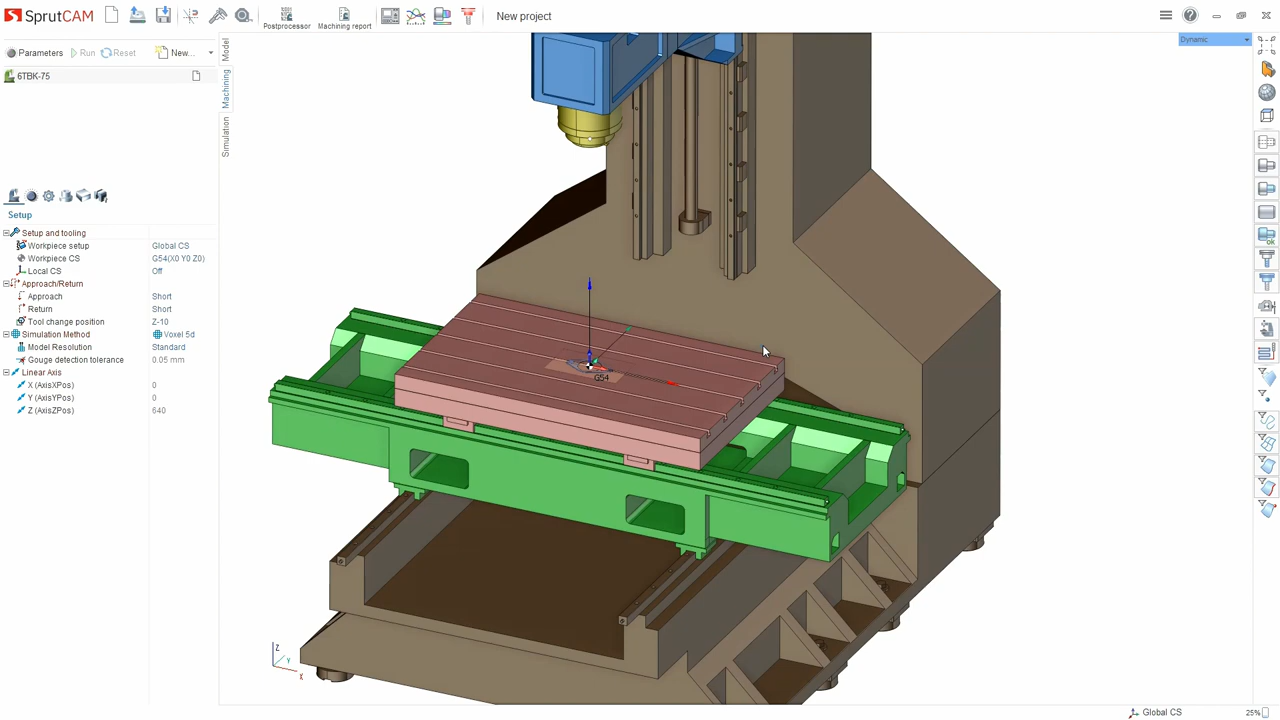 SprutCAM
Postprocessor
Machining report
New project
Dynamic
Parameters
Run
Reset
New...
6TBK-75
Model
Machining
Simulation
Setup
Setup and tooling
Workpiece setup Global CS
Workpiece CS G54(X0 Y0 Z0)
Local CS Off
Approach/Return
Approach Short
Return Short
Tool change position Z-10
Simulation Method Voxel 5d
Model Resolution Standard
Gouge detection tolerance 0.05 mm
Linear Axis
X (AxisXPos) 0
Y (AxisYPos) 0
Z (AxisZPos) 640
G54
Z
Y
X
ok
Global CS
25%